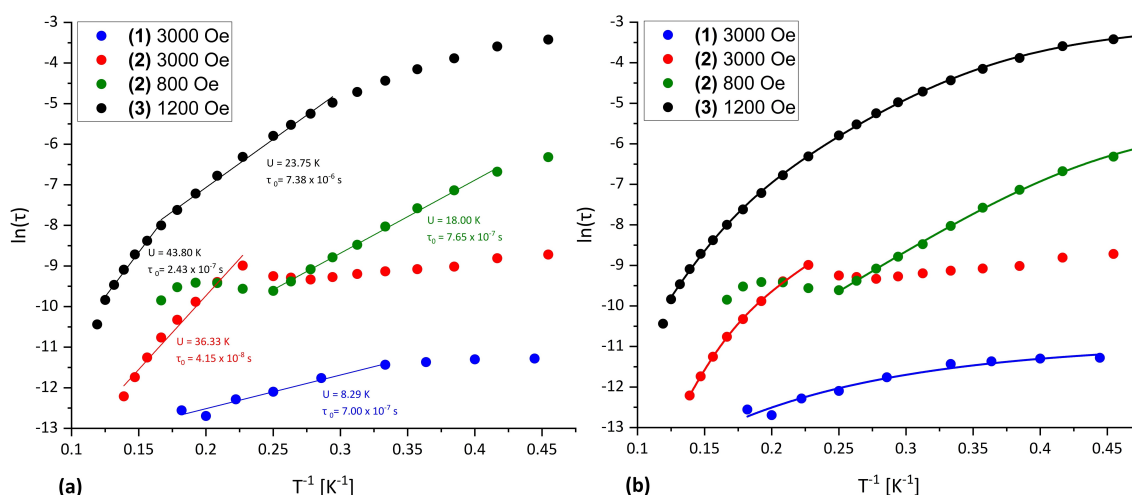 (1) 3000 Oe
(2) 3000 Oe
(2) 800 Oe
(3) 1200 Oe
-3
-4
-5
-6
-7
-8
-9
-10
-11
-12
-13
ln(τ)
U = 23.75 K
τ₀= 7.38 x 10⁻⁶ s
U = 18.00 K
τ₀ = 7.65 x 10⁻⁷ s
U = 43.80 K
τ₀= 2.43 x 10⁻⁷ s
U = 36.33 K
τ₀ = 4.15 x 10⁻⁸ s
U = 8.29 K
τ₀= 7.00 x 10⁻⁷ s
0.1 0.15 0.2 0.25 0.3 0.35 0.4 0.45
(a) T⁻¹ [K⁻¹]
(1) 3000 Oe
(2) 3000 Oe
(2) 800 Oe
(3) 1200 Oe
-3
-4
-5
-6
-7
-8
-9
-10
-11
-12
-13
ln(τ)
0.1 0.15 0.2 0.25 0.3 0.35 0.4 0.45
(b) T⁻¹ [K⁻¹]